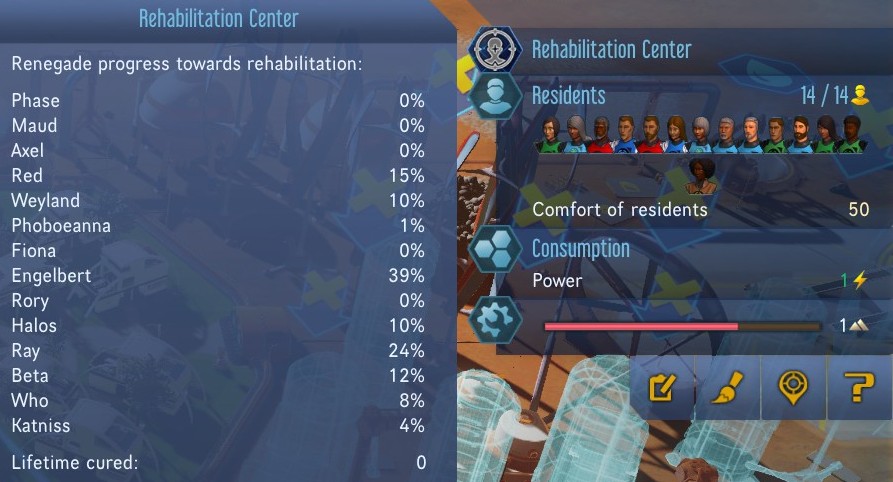 Rehabilitation Center
Renegade progress towards rehabilitation:
Phase 0%
Maud 0%
Axel 0%
Red 15%
Weyland 10%
Phoboeanna 1%
Fiona 0%
Engelbert 39%
Rory 0%
Halos 10%
Ray 24%
Beta 12%
Who 8%
Katniss 4%
Lifetime cured: 0
Rehabilitation Center
Residents 14 / 14
Comfort of residents 50
Consumption
Power 1
1
?